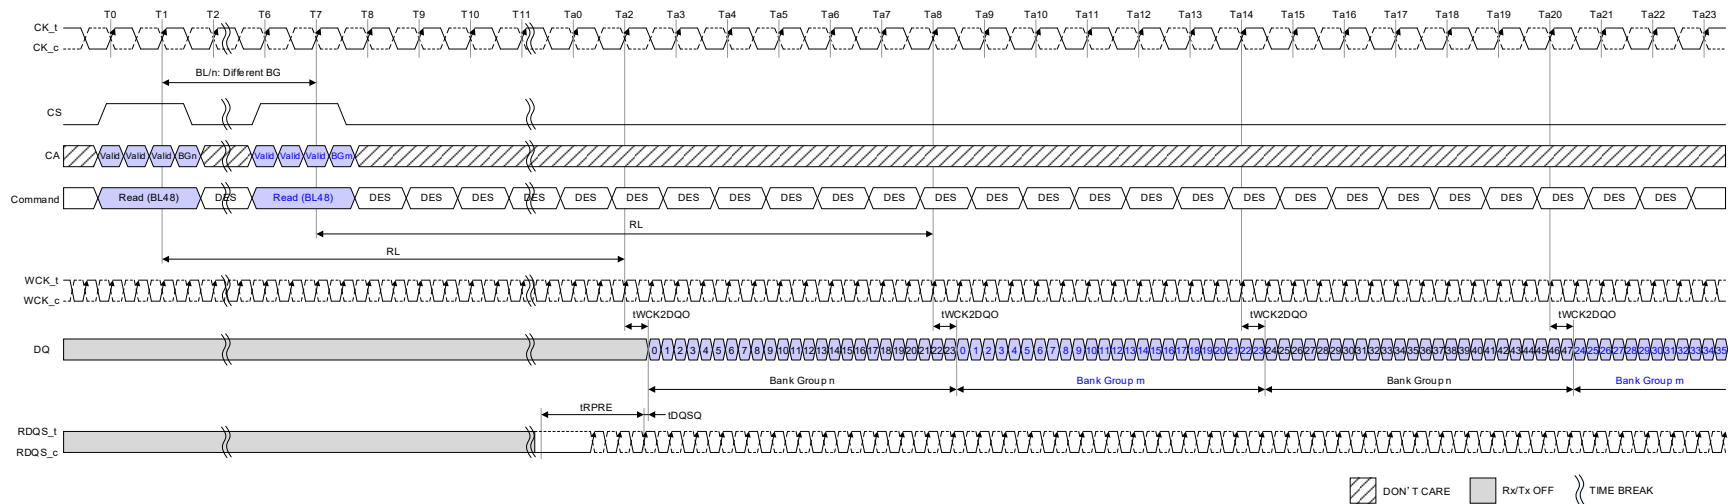 T0 T1 T2 T6 T7 T8 T9 T10 T11 Ta0 Ta2 Ta3 Ta4 Ta5 Ta6 Ta7 Ta8 Ta9 Ta10 Ta11 Ta12 Ta13 Ta14 Ta15 Ta16 Ta17 Ta18 Ta19 Ta20 Ta21 Ta22 Ta23
CK_t
CK_c
BL/n: Different BG
CS
CA Valid Valid Valid BGn Valid Valid Valid BGm
Command Read (BL48) DES Read (BL48) DES DES DES DES DES DES DES DES DES DES DES DES DES DES DES DES DES DES DES DES DES DES DES DES DES DES
RL
RL
WCK_t
WCK_c
tWCK2DQO tWCK2DQO tWCK2DQO tWCK2DQO
DQ 0 1 2 3 4 5 6 7 8 9 10 11 12 13 14 15 16 17 18 19 20 21 22 23 0 1 2 3 4 5 6 7 8 9 10 11 12 13 14 15 16 17 18 19 20 21 22 23 24 25 26 27 28 29 30 31 32 33 34 35 36 37 38 39 40 41 42 43 44 45 46 47 24 25 26 27 28 29 30 31 32 33 34 35
Bank Group n Bank Group m Bank Group n Bank Group m
tRPRE tDQSQ
RDQS_t
RDQS_c
DON'T CARE Rx/Tx OFF TIME BREAK